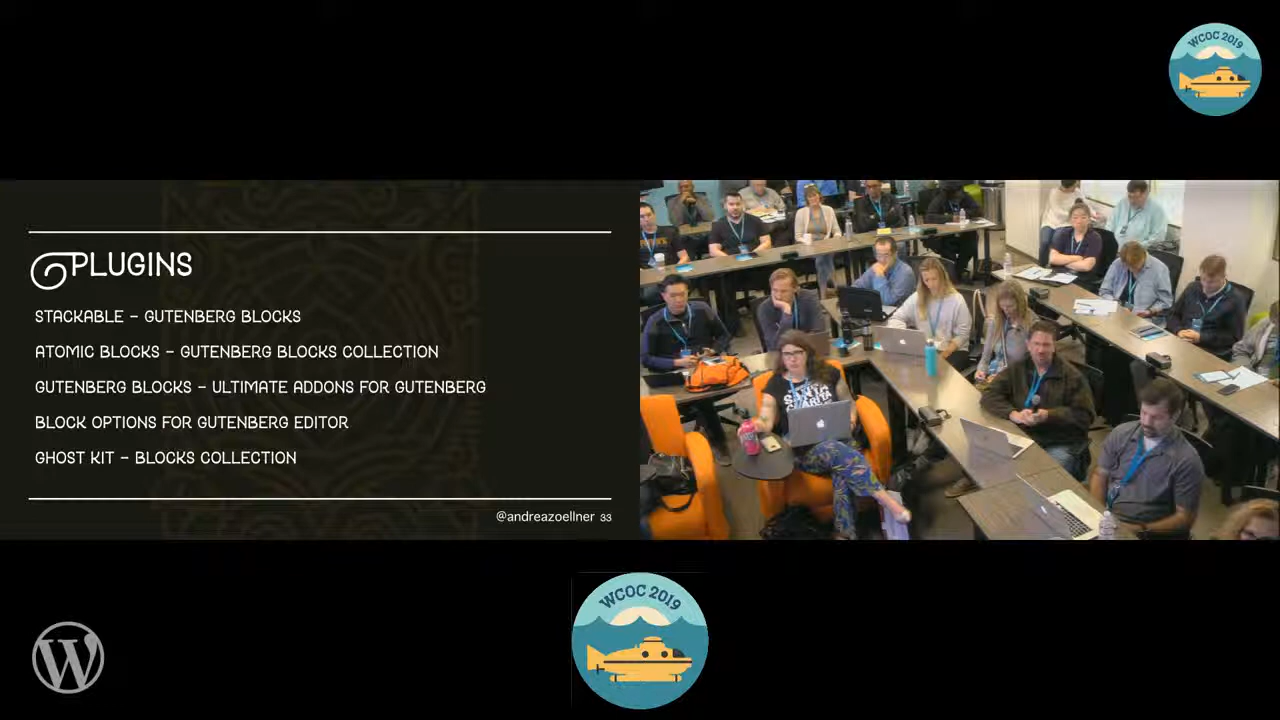 WCOC 2019
PLUGINS
STACKABLE – GUTENBERG BLOCKS
ATOMIC BLOCKS – GUTENBERG BLOCKS COLLECTION
GUTENBERG BLOCKS – ULTIMATE ADDONS FOR GUTENBERG
BLOCK OPTIONS FOR GUTENBERG EDITOR
GHOST KIT – BLOCKS COLLECTION
@andreazoellner 33
WCOC 2019
W